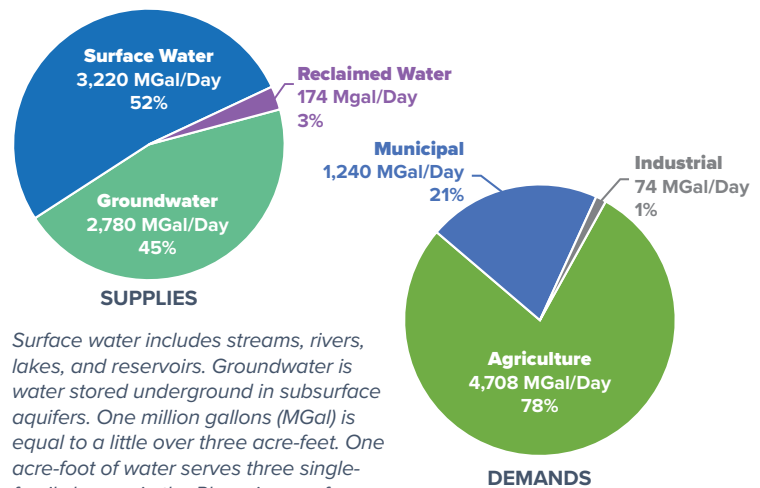 Surface Water
3,220 MGal/Day
52%
Reclaimed Water
174 Mgal/Day
3%
Groundwater
2,780 MGal/Day
45%
SUPPLIES
Municipal
1,240 MGal/Day
21%
Industrial
74 MGal/Day
1%
Agriculture
4,708 MGal/Day
78%
DEMANDS
Surface water includes streams, rivers,
lakes, and reservoirs. Groundwater is
water stored underground in subsurface
aquifers. One million gallons (MGal) is
equal to a little over three acre-feet. One
acre-foot of water serves three single-